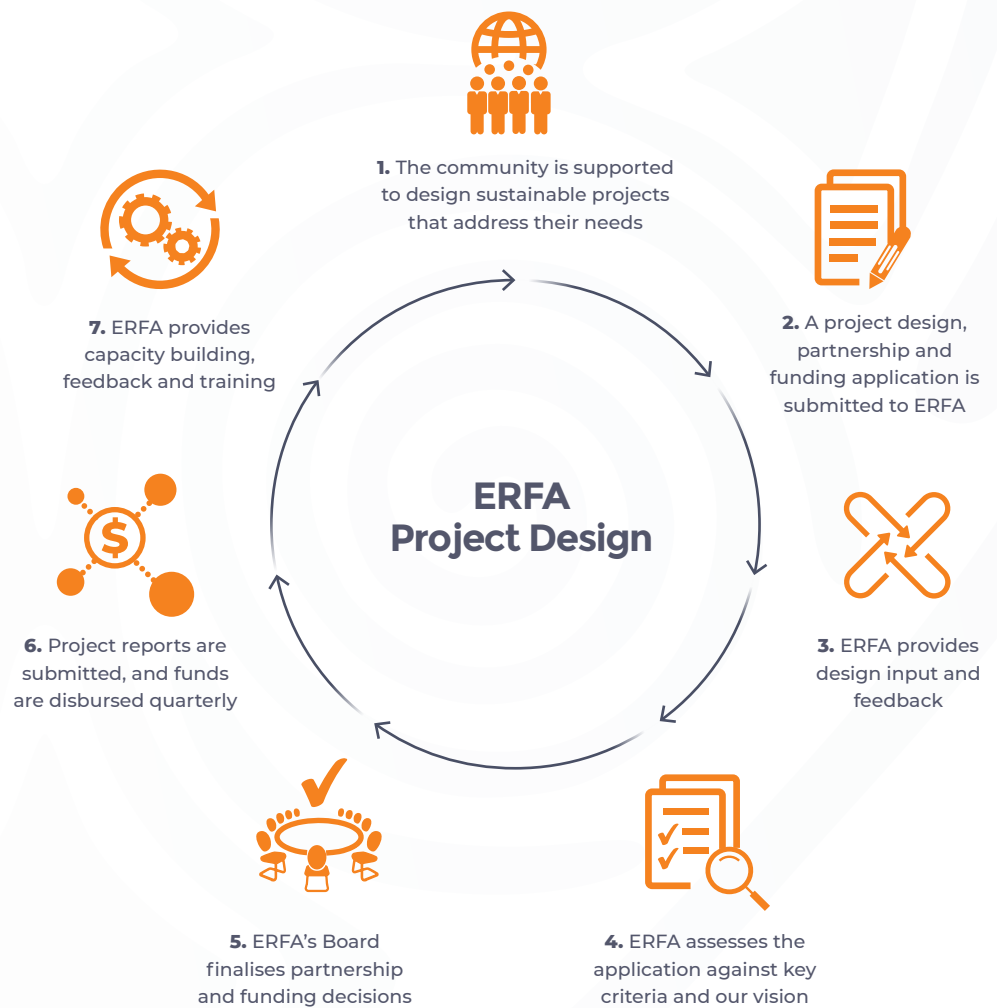 1. The community is supported
to design sustainable projects
that address their needs
2. A project design,
partnership and
funding application is
submitted to ERFA
3. ERFA provides
design input and
feedback
4. ERFA assesses the
application against key
criteria and our vision
5. ERFA's Board
finalises partnership
and funding decisions
6. Project reports are
submitted, and funds
are disbursed quarterly
$
7. ERFA provides
capacity building,
feedback and training
ERFA
Project Design